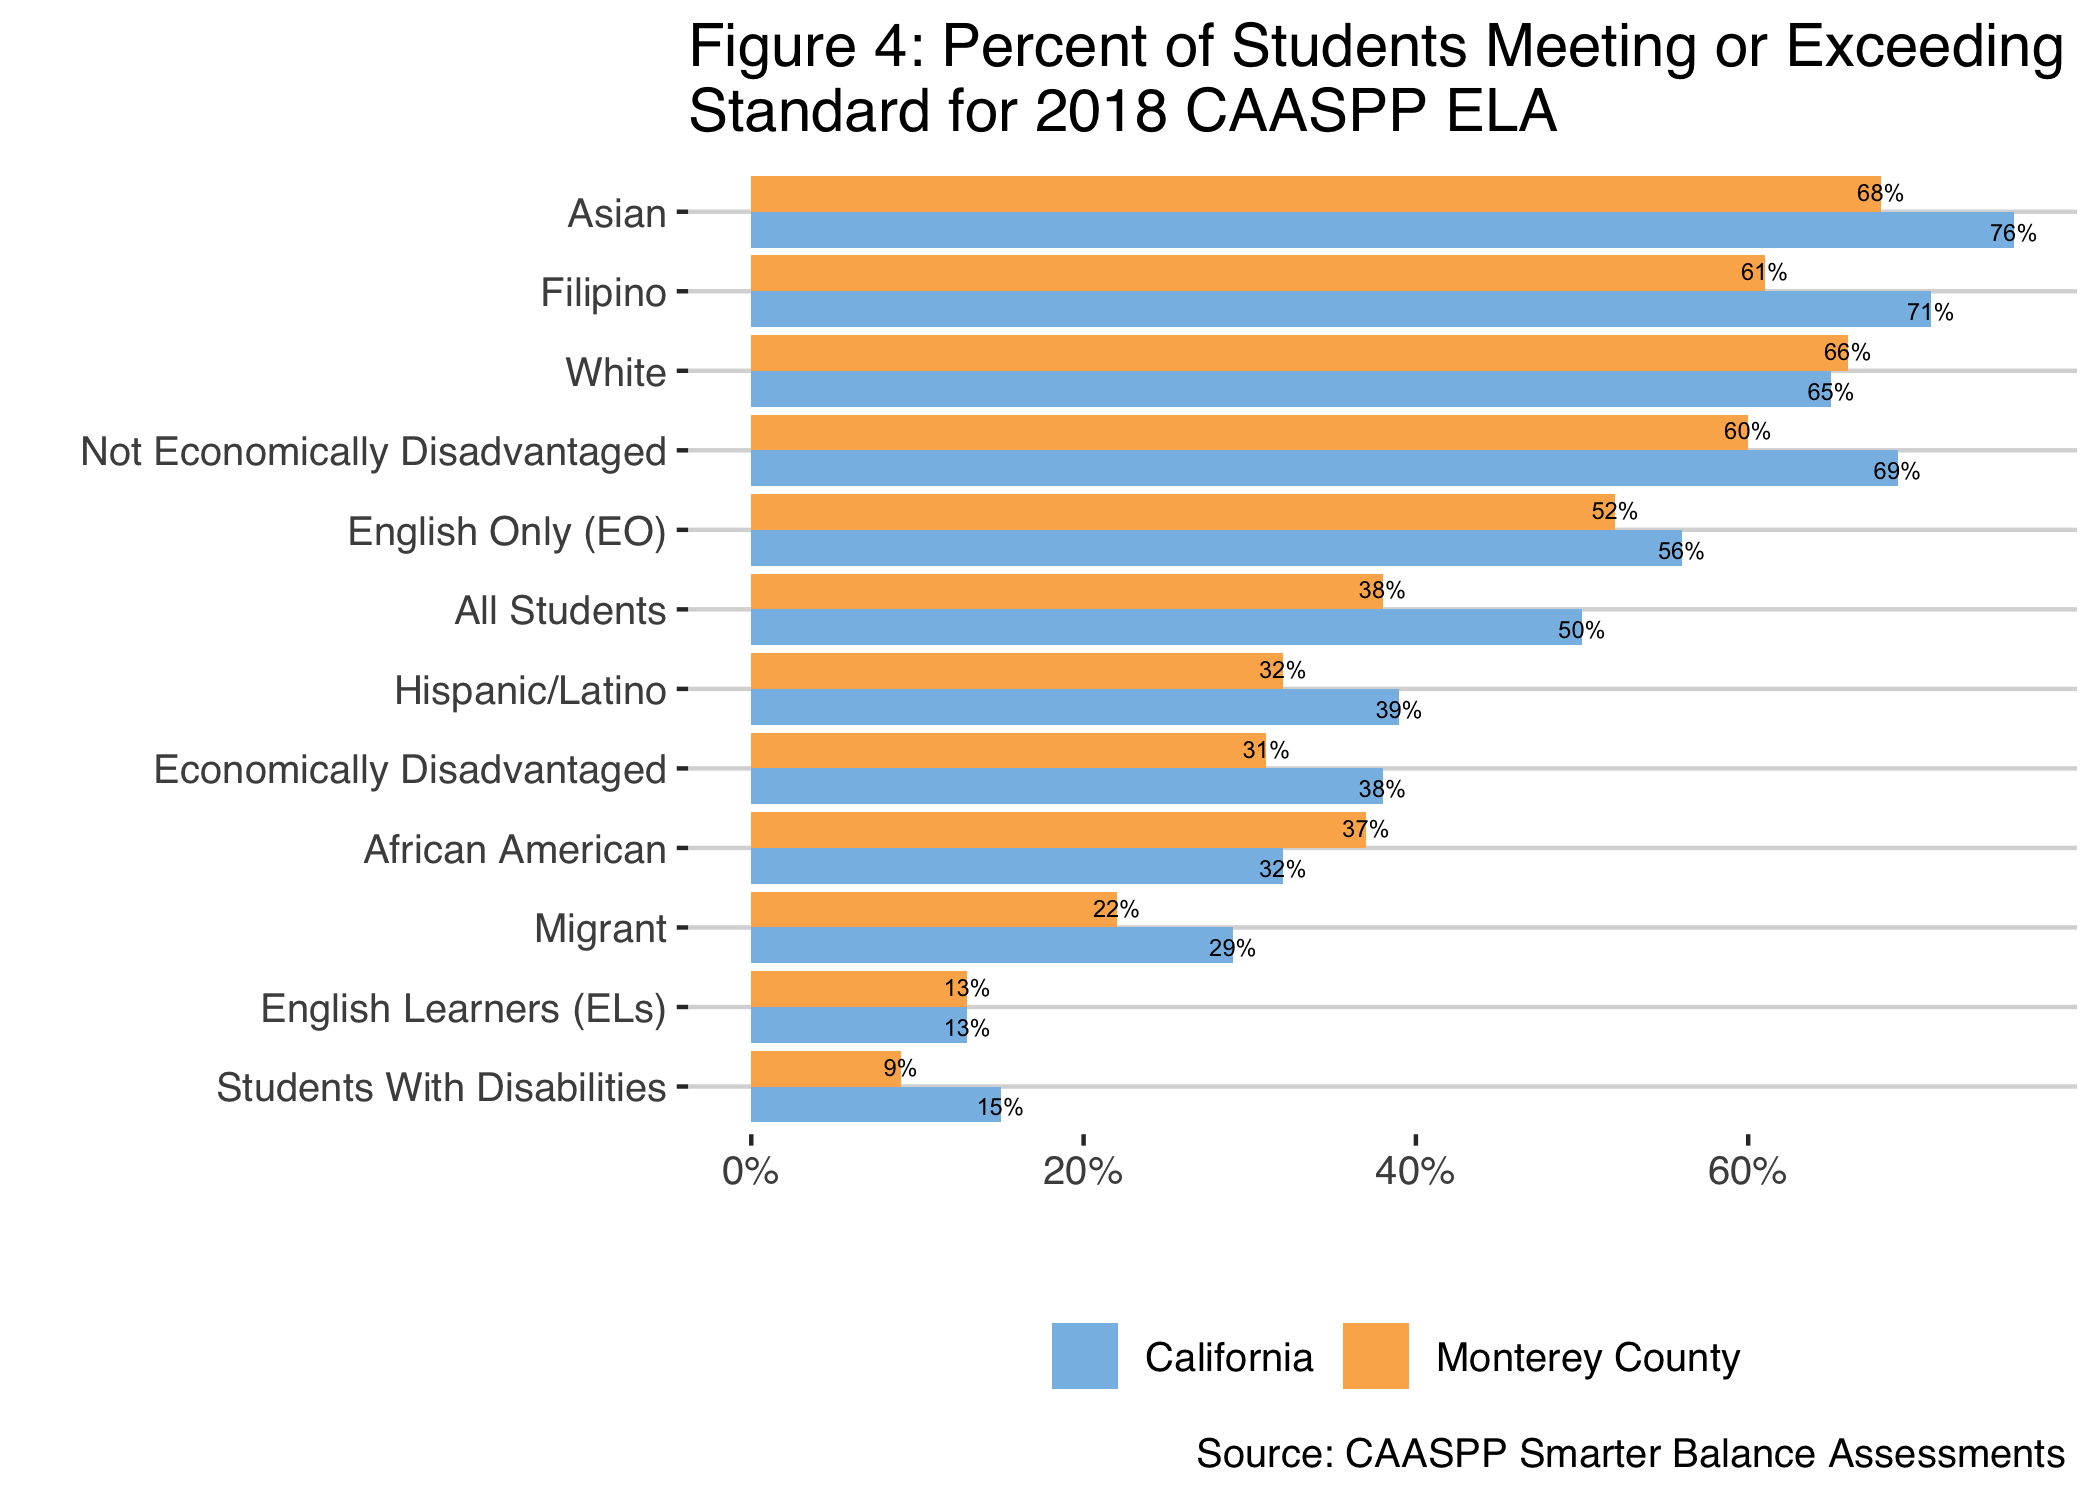 Figure 4: Percent of Students Meeting or Exceeding
Standard for 2018 CAASPP ELA
Asian
68%
76%
Filipino
61%
71%
White
66%
65%
Not Economically Disadvantaged
60%
69%
English Only (EO)
52%
56%
All Students
38%
50%
Hispanic/Latino
32%
39%
Economically Disadvantaged
31%
38%
African American
37%
32%
Migrant
22%
29%
English Learners (ELs)
13%
13%
Students With Disabilities
9%
15%
0% 20% 40% 60%
California Monterey County
Source: CAASPP Smarter Balance Assessments